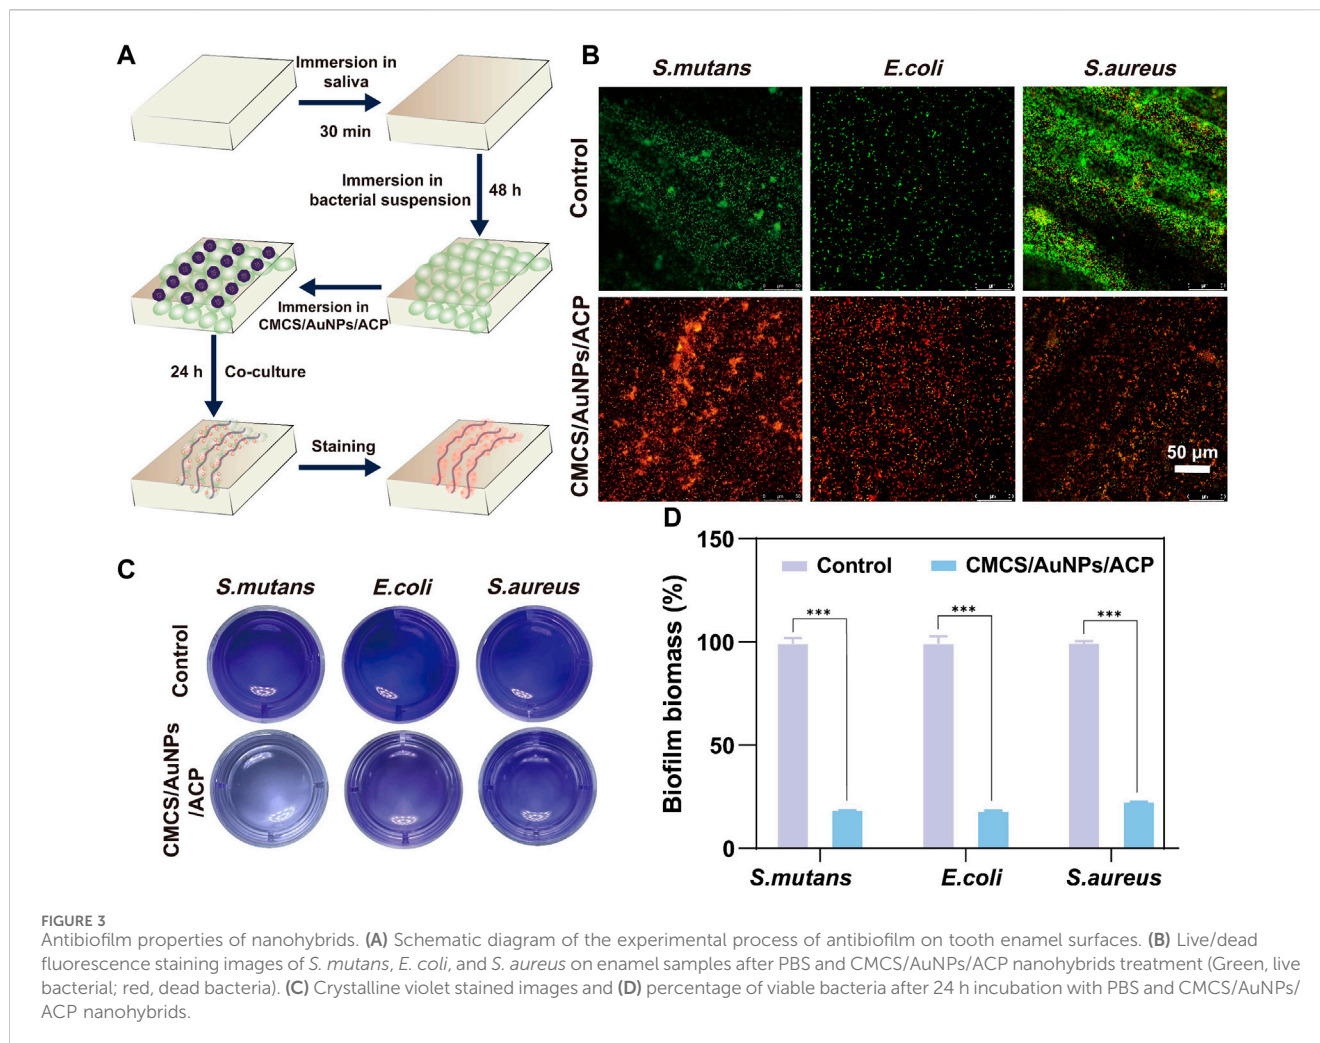 A
Immersion in
saliva
30 min
Immersion in
bacterial suspension
48 h
Immersion in
CMCS/AuNPs/ACP
24 h
Co-culture
Staining
B
S.mutans
E.coli
S.aureus
Control
CMCS/AuNPs/ACP
50 µm
C
S.mutans
E.coli
S.aureus
Control
CMCS/AuNPs
/ACP
D
Biofilm biomass (%)
150
100
50
0
Control
CMCS/AuNPs/ACP
***
***
***
S.mutans
E.coli
S.aureus
FIGURE 3
Antibiofilm properties of nanohybrids. (A) Schematic diagram of the experimental process of antibiofilm on tooth enamel surfaces. (B) Live/dead
fluorescence staining images of S. mutans, E. coli, and S. aureus on enamel samples after PBS and CMCS/AuNPs/ACP nanohybrids treatment (Green, live
bacterial; red, dead bacteria). (C) Crystalline violet stained images and (D) percentage of viable bacteria after 24 h incubation with PBS and CMCS/AuNPs/
ACP nanohybrids.